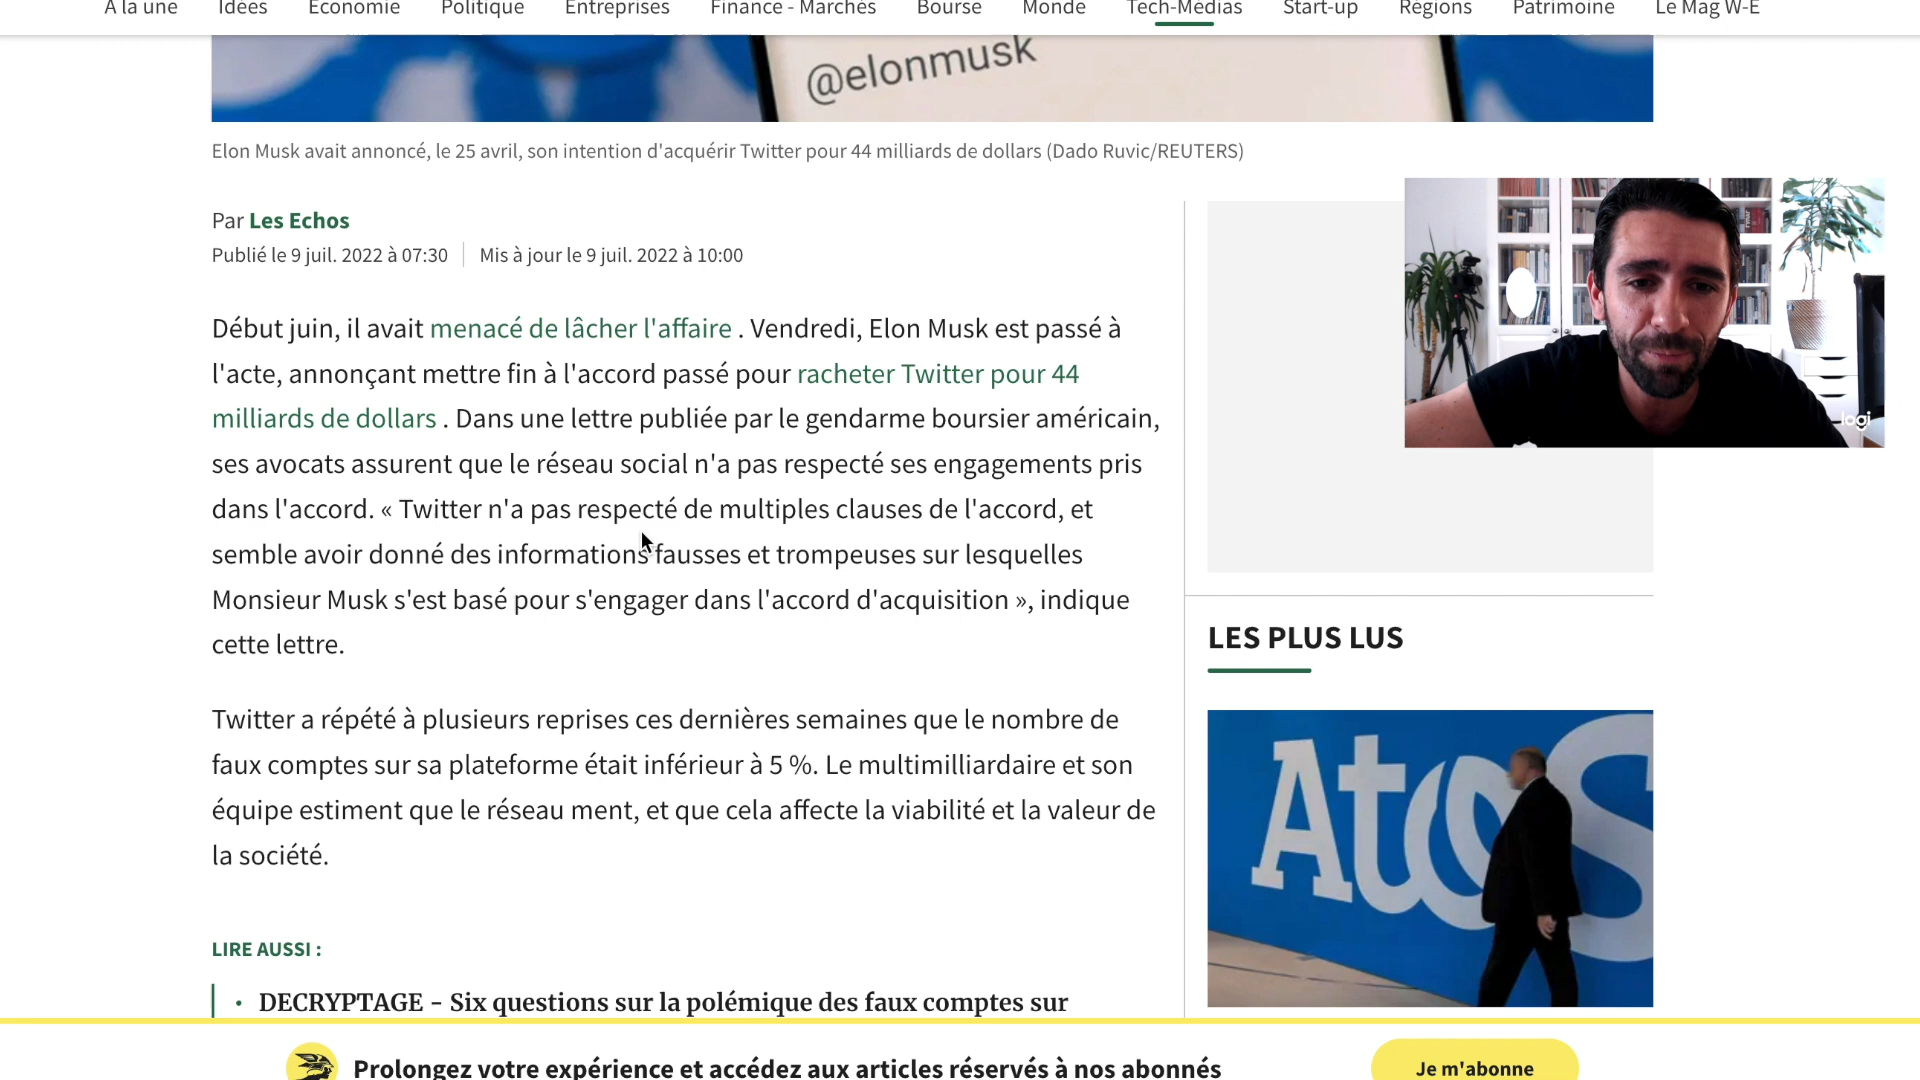 À la une Idées Economie Politique Entreprises Finance - Marchés Bourse Monde Tech-Médias Start-up Régions Patrimoine Le Mag W-E
@elonmusk
Elon Musk avait annoncé, le 25 avril, son intention d'acquérir Twitter pour 44 milliards de dollars (Dado Ruvic/REUTERS)
Par Les Echos
Publié le 9 juil. 2022 à 07:30 Mis à jour le 9 juil. 2022 à 10:00
Début juin, il avait menacé de lâcher l'affaire . Vendredi, Elon Musk est passé à
l'acte, annonçant mettre fin à l'accord passé pour racheter Twitter pour 44
milliards de dollars . Dans une lettre publiée par le gendarme boursier américain,
ses avocats assurent que le réseau social n'a pas respecté ses engagements pris
dans l'accord. « Twitter n'a pas respecté de multiples clauses de l'accord, et
semble avoir donné des informations fausses et trompeuses sur lesquelles
Monsieur Musk s'est basé pour s'engager dans l'accord d'acquisition », indique
cette lettre.
Twitter a répété à plusieurs reprises ces dernières semaines que le nombre de
faux comptes sur sa plateforme était inférieur à 5 %. Le multimilliardaire et son
équipe estiment que le réseau ment, et que cela affecte la viabilité et la valeur de
la société.
LIRE AUSSI :
• DECRYPTAGE - Six questions sur la polémique des faux comptes sur
logi
LES PLUS LUS
Atos
Prolongez votre expérience et accédez aux articles réservés à nos abonnés
Je m'abonne